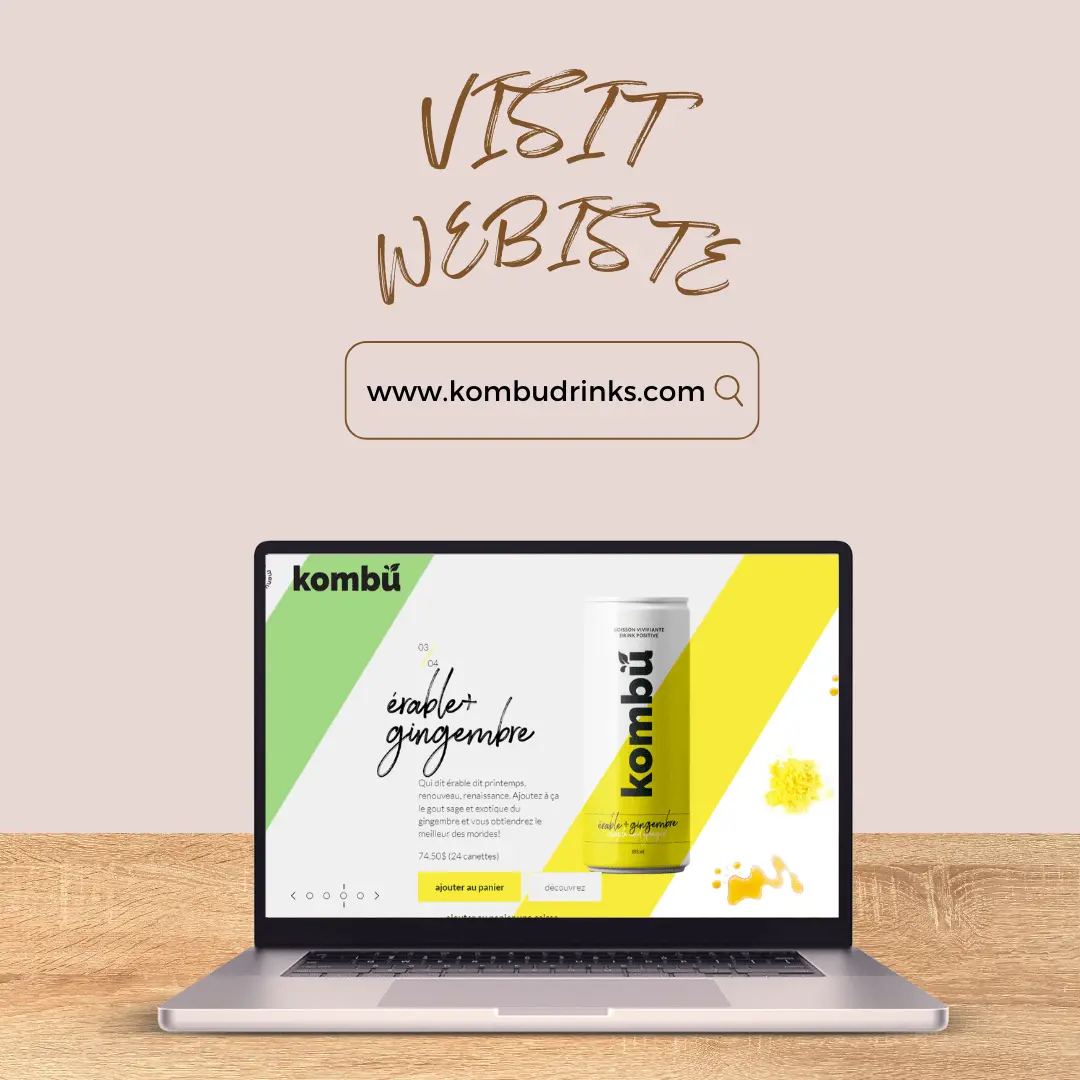 VISIT
WEBISTE
www.kombudrinks.com
kombü
03
04
érable+
gingembre
Qui dit érable dit printemps,
renouveau, renaissance. Ajoutez à ça
le gout sage et exotique du
gingembre et vous obtiendrez le
meilleur des mondes!
74.50$ (24 canettes)
ajouter au panier
découvrez
BOISSON VIVIFIANTE
DRINK POSITIVE
kombü
érable + gingembre